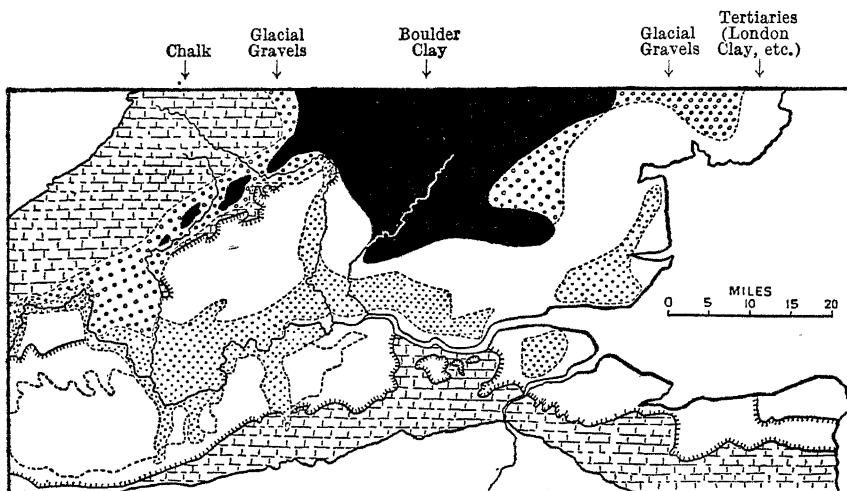 Chalk
Glacial
Gravels
Boulder
Clay
Glacial
Gravels
Tertiaries
(London
Clay, etc.)
MILES
0 5 10 15 20